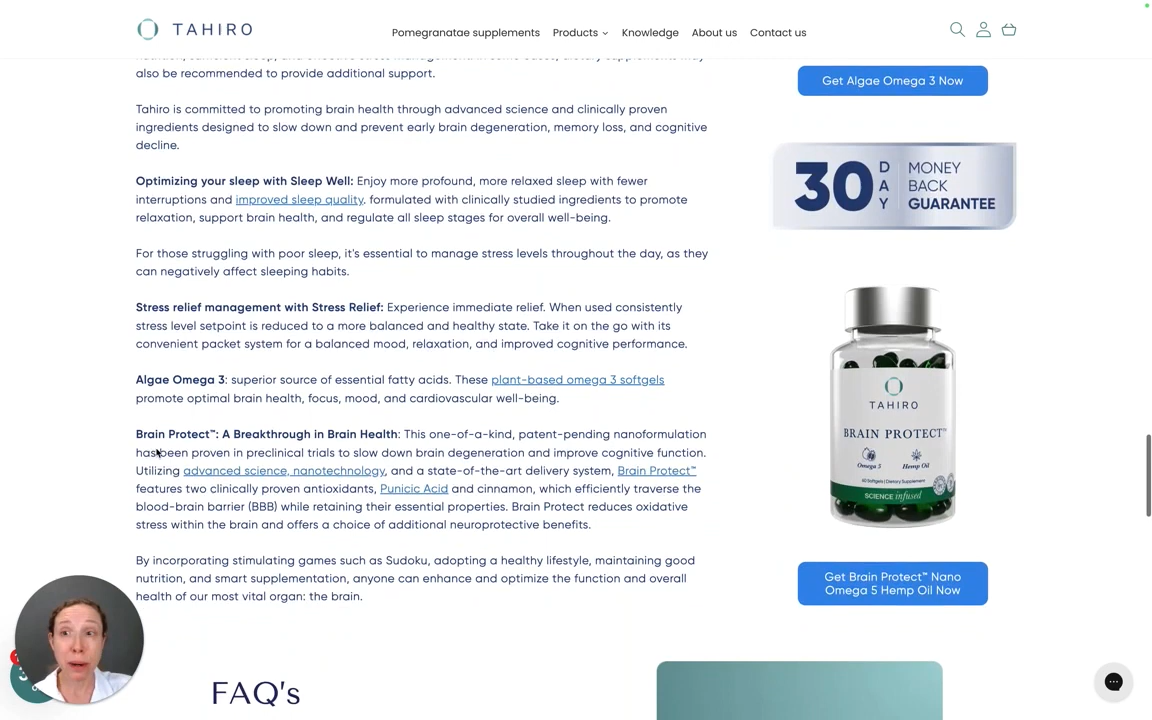 TAHIRO
Pomegranatae supplements
Products
Knowledge
About us
Contact us
also be recommended to provide additional support.
Tahiro is committed to promoting brain health through advanced science and clinically proven
ingredients designed to slow down and prevent early brain degeneration, memory loss, and cognitive
decline.
Optimizing your sleep with Sleep Well: Enjoy more profound, more relaxed sleep with fewer
interruptions and improved sleep quality. formulated with clinically studied ingredients to promote
relaxation, support brain health, and regulate all sleep stages for overall well-being.
For those struggling with poor sleep, it's essential to manage stress levels throughout the day, as they
can negatively affect sleeping habits.
Stress relief management with Stress Relief: Experience immediate relief. When used consistently
stress level setpoint is reduced to a more balanced and healthy state. Take it on the go with its
convenient packet system for a balanced mood, relaxation, and improved cognitive performance.
Algae Omega 3: superior source of essential fatty acids. These plant-based omega 3 softgels
promote optimal brain health, focus, mood, and cardiovascular well-being.
Brain Protect™: A Breakthrough in Brain Health: This one-of-a-kind, patent-pending nanoformulation
has been proven in preclinical trials to slow down brain degeneration and improve cognitive function.
Utilizing advanced science, nanotechnology, and a state-of-the-art delivery system, Brain Protect™
features two clinically proven antioxidants, Punicic Acid and cinnamon, which efficiently traverse the
blood-brain barrier (BBB) while retaining their essential properties. Brain Protect reduces oxidative
stress within the brain and offers a choice of additional neuroprotective benefits.
By incorporating stimulating games such as Sudoku, adopting a healthy lifestyle, maintaining good
nutrition, and smart supplementation, anyone can enhance and optimize the function and overall
health of our most vital organ: the brain.
FAQ's
Get Algae Omega 3 Now
30 DAY MONEY
BACK
GUARANTEE
TAHIRO
BRAIN PROTECT™
Omega 5 Hemp Oil
60 Softgels | Dietary Supplement
SCIENCE infused
Get Brain Protect™ Nano
Omega 5 Hemp Oil Now